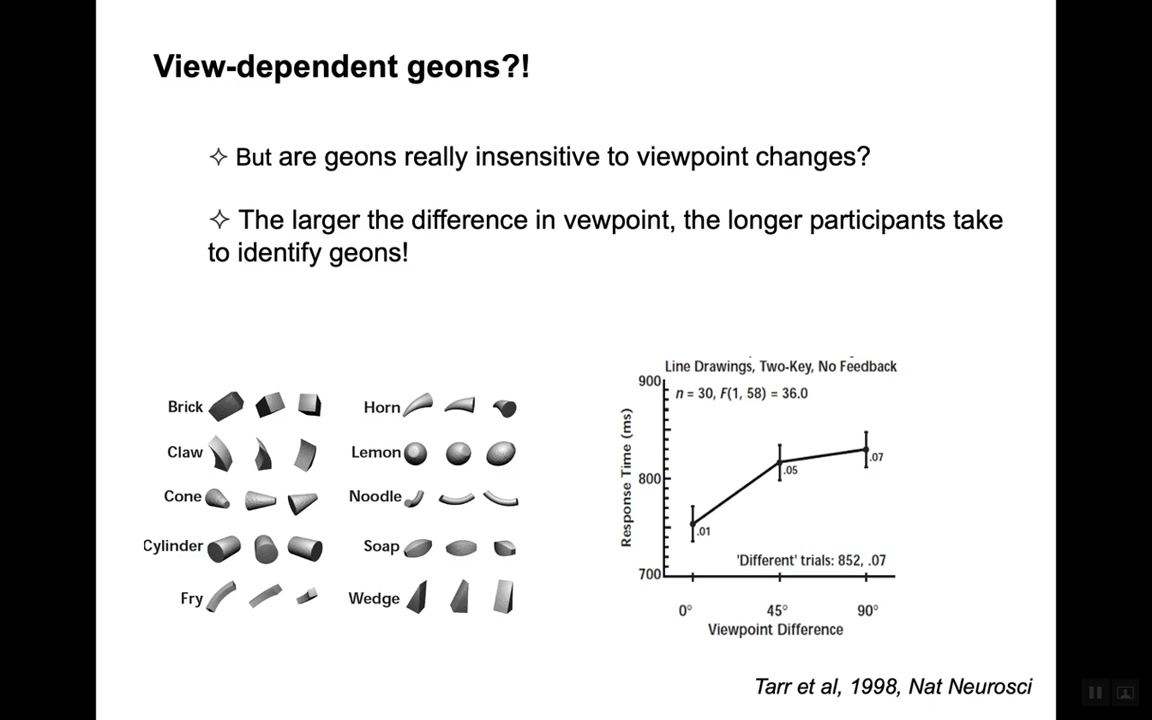 View-dependent geons?!
✧ But are geons really insensitive to viewpoint changes?
✧ The larger the difference in vewpoint, the longer participants take
to identify geons!
Brick
Claw
Cone
Cylinder
Fry
Horn
Lemon
Noodle
Soap
Wedge
Line Drawings, Two-Key, No Feedback
n = 30, F(1, 58) = 36.0
Response Time (ms)
900
800
700
.01
.05
.07
'Different' trials: 852, .07
0° 45° 90°
Viewpoint Difference
Tarr et al, 1998, Nat Neurosci